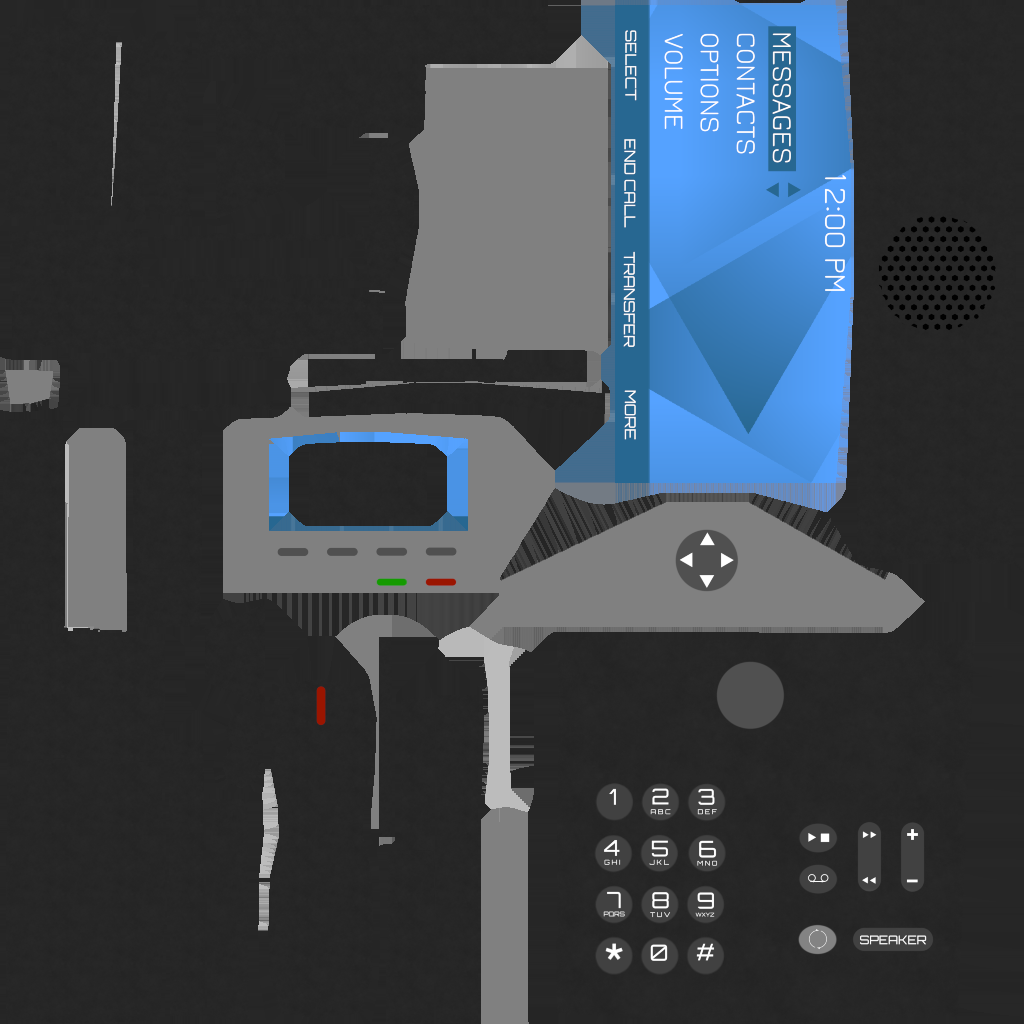 12:00 PM
MESSAGES
CONTACTS
OPTIONS
VOLUME
SELECT END CALL TRANSFER MORE
1 2 3
ABC DEF
4 5 6
GHI JKL MNO
7 8 9
PQRS TUV WXYZ
* 0 #
+
-
SPEAKER